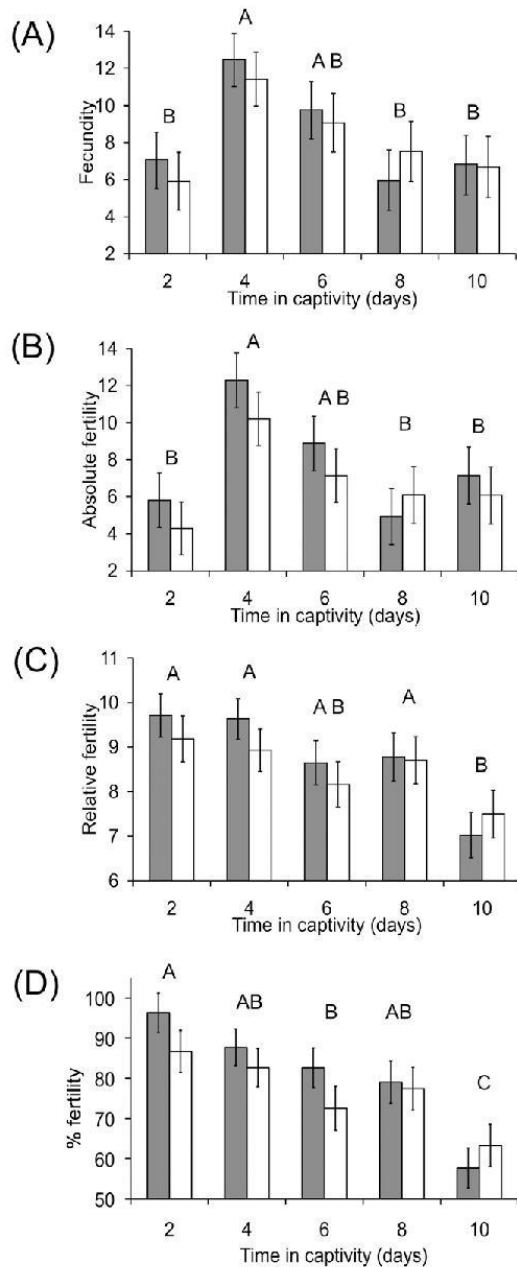 (A)
Fecundity
14
12
10
8
6
4
2
B
A
A B
B
B
2 4 6 8 10
Time in captivity (days)
(B)
Absolute fertility
14
12
10
8
6
4
2
B
A
A B
B
B
2 4 6 8 10
Time in captivity (days)
(C)
Relative fertility
11
10
9
8
7
6
A
A
A B
A
B
2 4 6 8 10
Time in captivity (days)
(D)
% fertility
100
90
80
70
60
50
A
AB
B
AB
C
2 4 6 8 10
Time in captivity (days)